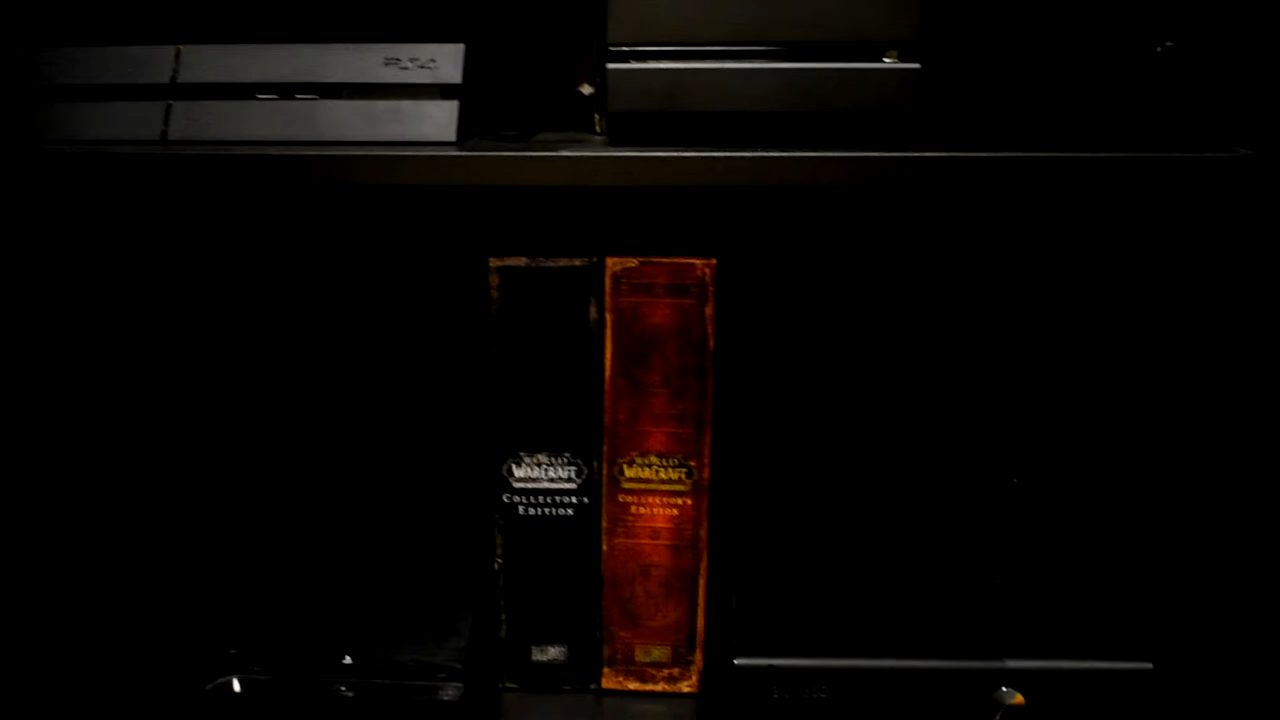 PS4
WORLD
WARCRAFT
COLLECTOR'S
EDITION
WORLD
WARCRAFT
COLLECTOR'S
EDITION